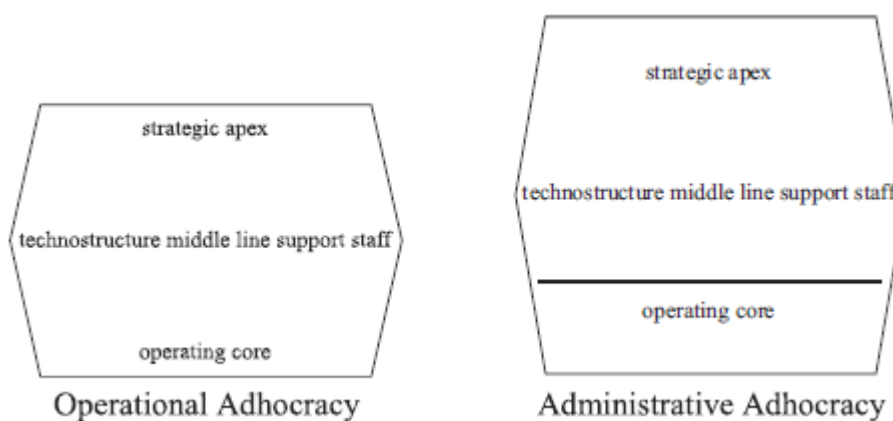 strategic apex
technostructure middle line support staff
operating core
Operational Adhocracy
strategic apex
technostructure middle line support staff
operating core
Administrative Adhocracy